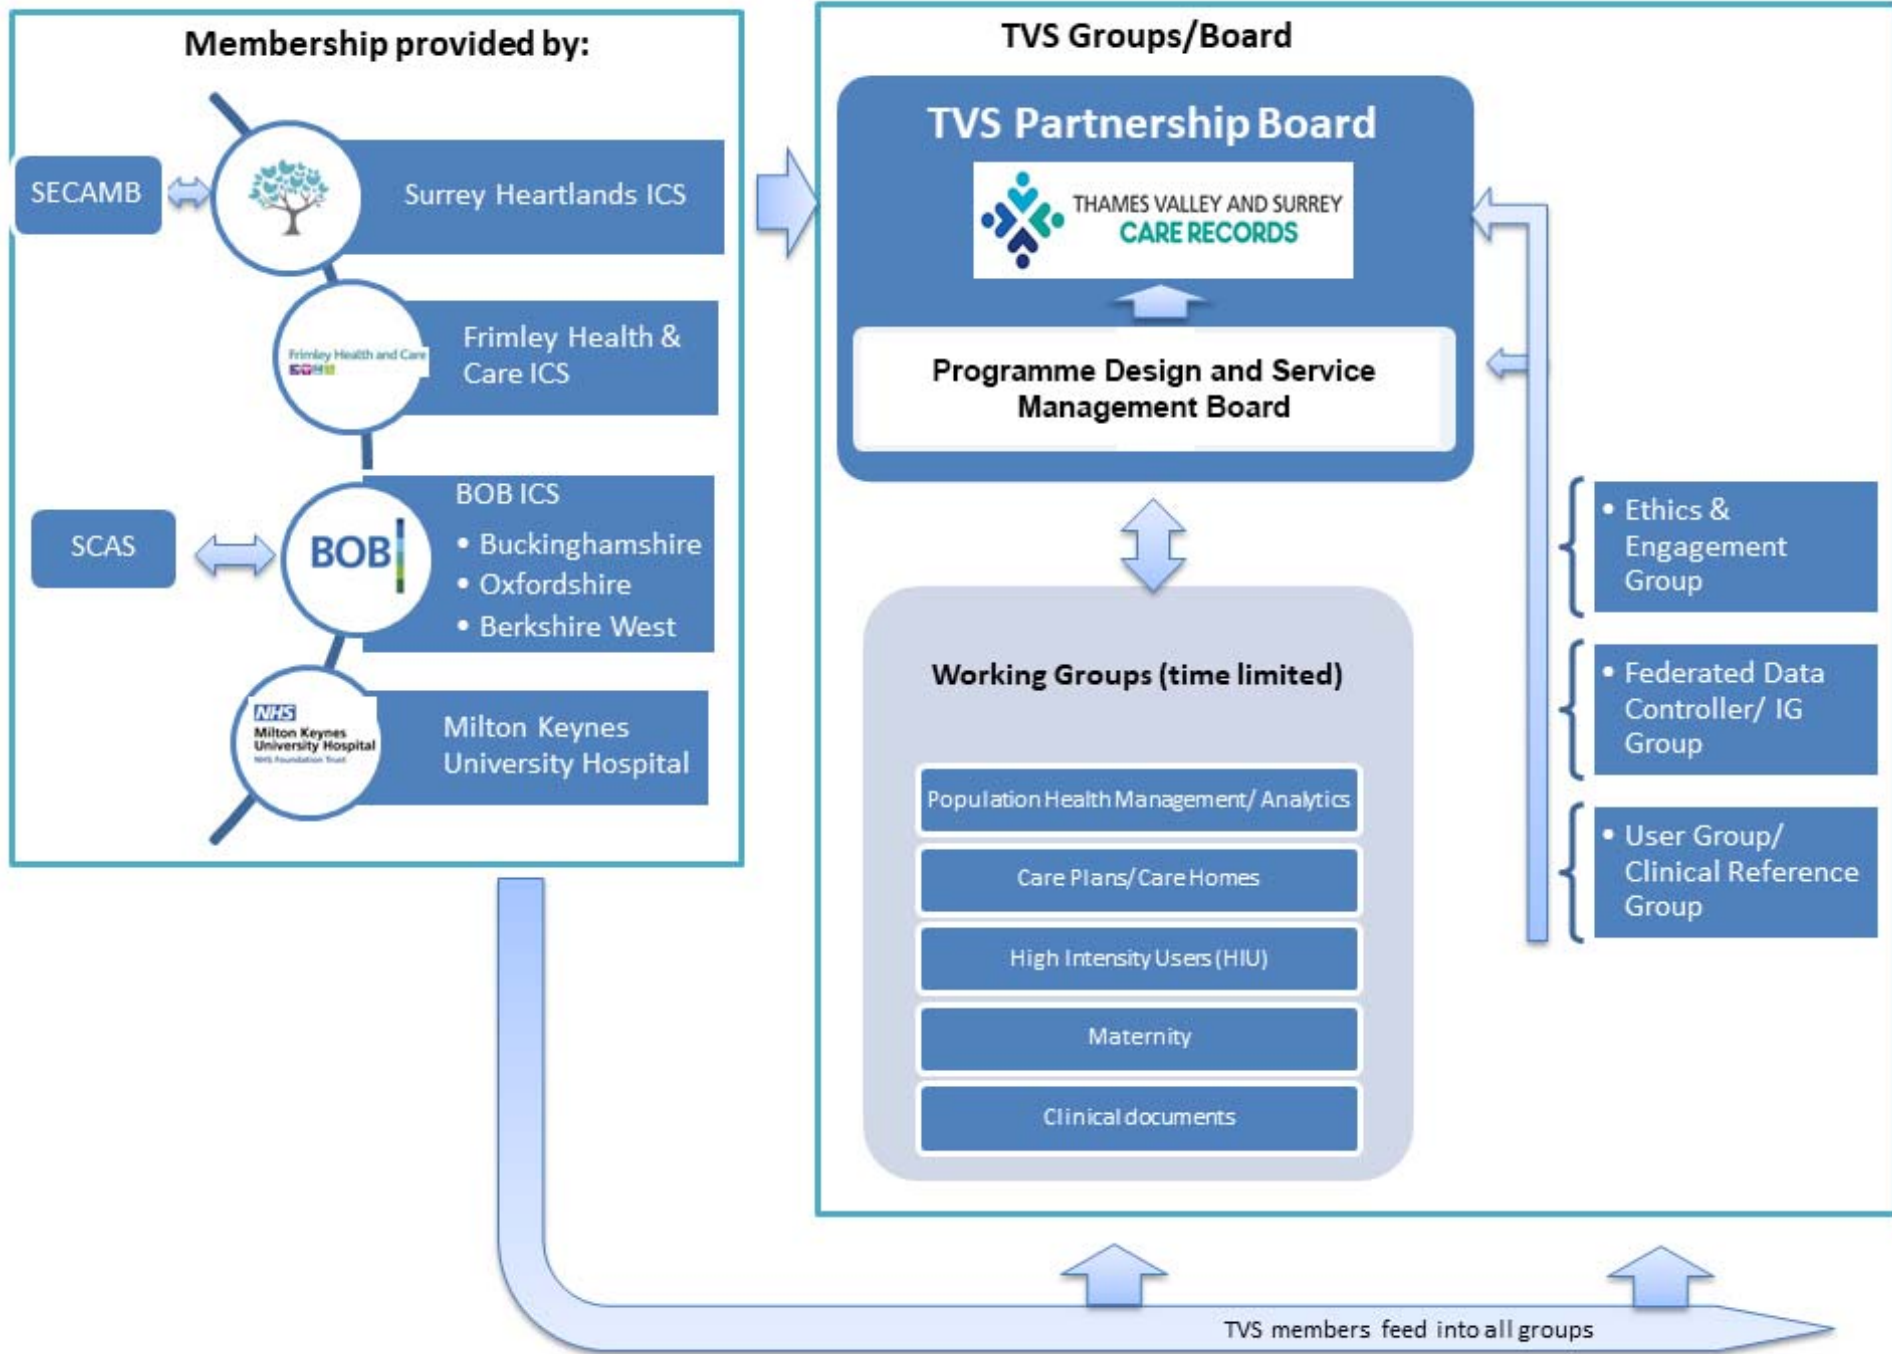 Membership provided by:
SECAMB
Surrey Heartlands ICS
Frimley Health and Care
Frimley Health &
Care ICS
SCAS
BOB
BOB ICS
• Buckinghamshire
• Oxfordshire
• Berkshire West
NHS
Milton Keynes
University Hospital
NHS Foundation Trust
Milton Keynes
University Hospital
TVS Groups/Board
TVS Partnership Board
THAMES VALLEY AND SURREY
CARE RECORDS
Programme Design and Service
Management Board
Working Groups (time limited)
Population Health Management/ Analytics
Care Plans/Care Homes
High Intensity Users (HIU)
Maternity
Clinical documents
• Ethics &
Engagement
Group
• Federated Data
Controller/ IG
Group
• User Group/
Clinical Reference
Group
TVS members feed into all groups